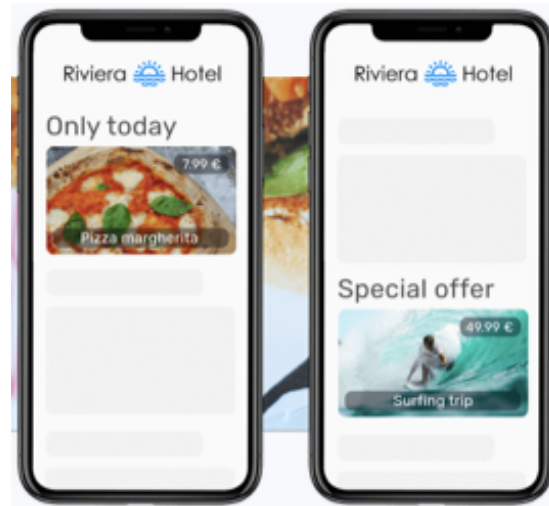 Riviera Hotel
Only today
7.99 €
Pizza margherita
Riviera Hotel
Special offer
49.99 €
Surfing trip